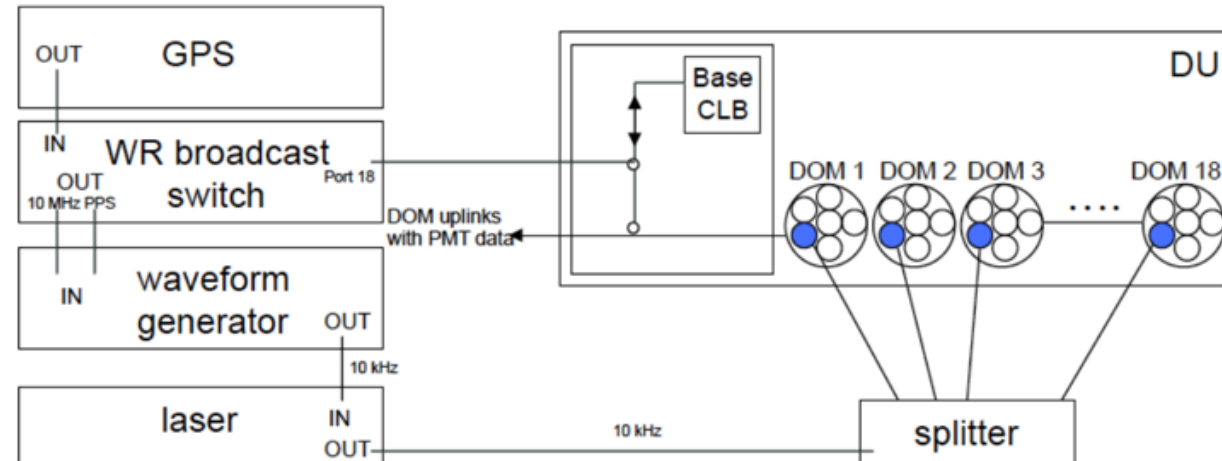 OUT
GPS
IN
WR broadcast
switch
Port 18
OUT
10 MHz PPS
IN
waveform
generator
OUT
10 kHz
laser
IN
OUT
10 kHz
splitter
DU
Base
CLB
DOM uplinks
with PMT data
DOM 1
DOM 2
DOM 3
....
DOM 18